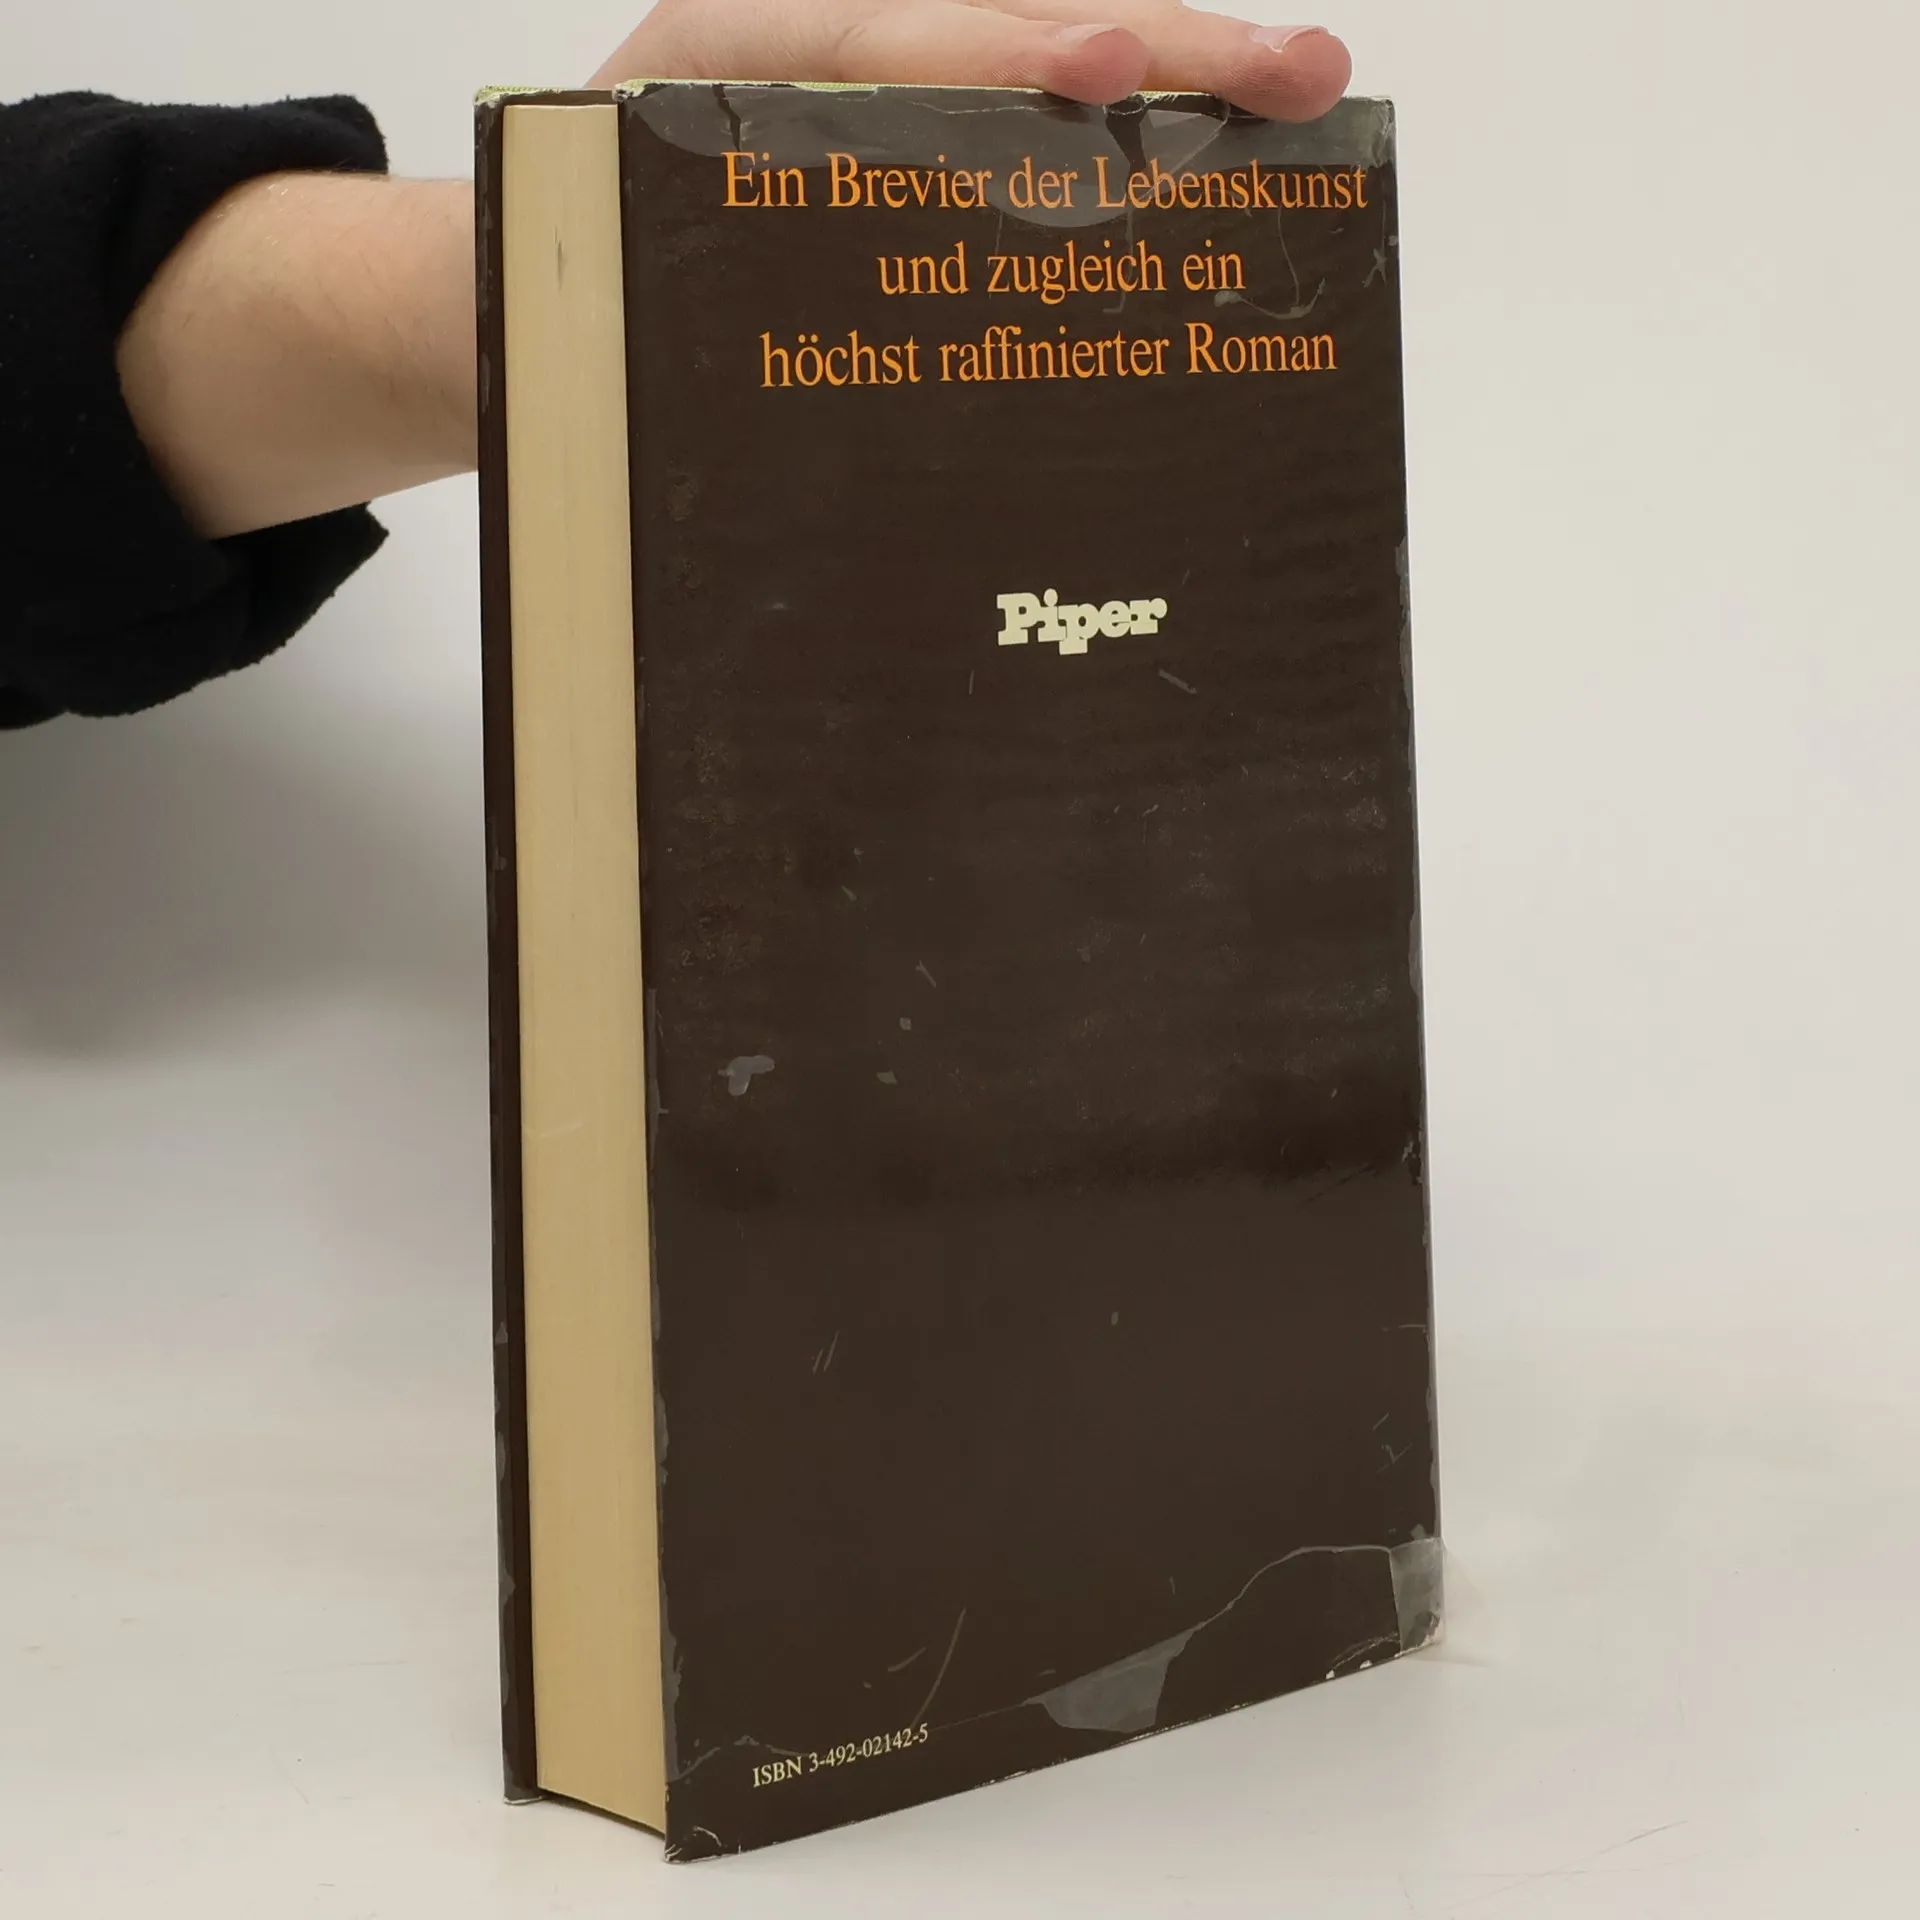 Ein Brevier der Lebenskunst
und zugleich ein
höchst raffinierter Roman
Piper
ISBN 3-492-02142-5